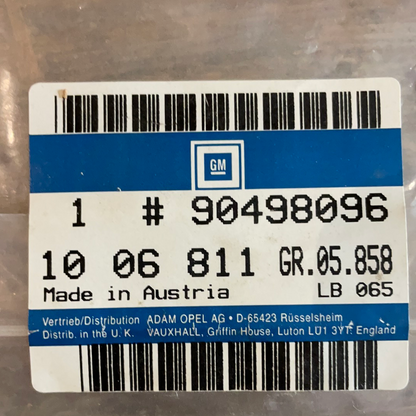 GM
1 # 90498096
10 06 811 GR.05.858
Made in Austria LB 065
Vertrieb/Distribution ADAM OPEL AG • D-65423 Rüsselsheim
Distrib. in the U. K. VAUXHALL, Griffin House, Luton LU1 3YT England